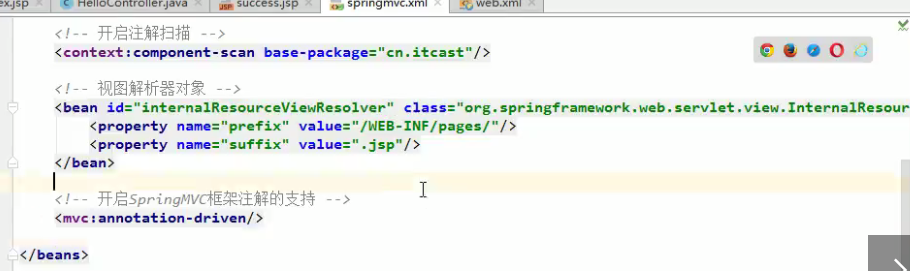 ex.jsp HelloController.java success.jsp springmvc.xml web.xml
<!-- 开启注解扫描 -->
<context:component-scan base-package="cn.itcast"/>
<!-- 视图解析器对象 -->
<bean id="internalResourceViewResolver" class="org.springframework.web.servlet.view.InternalResour
<property name="prefix" value="/WEB-INF/pages/"/>
<property name="suffix" value=".jsp"/>
</bean>
<!-- 开启SpringMVC框架注解的支持 -->
<mvc:annotation-driven/>
</beans>